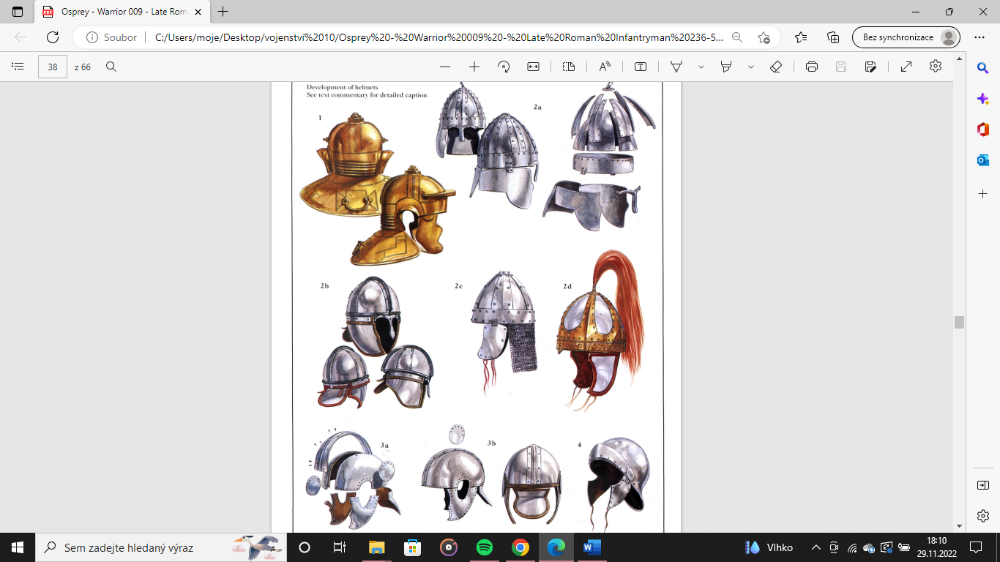 Osprey - Warrior 009 - Late Rom
Soubor
C:/Users/moje/Desktop/vojenství%2010/Osprey%20-%20Warrior%20009%20-%20Late%20Roman%20Infantryman%20236-5...
Bez synchronizace
38
z 66
Development of helmets
See text commentary for detailed caption
1
2a
2b
2c
2d
3a
3b
4
Sem zadejte hledaný výraz
Vlhko
18:10
29.11.2022